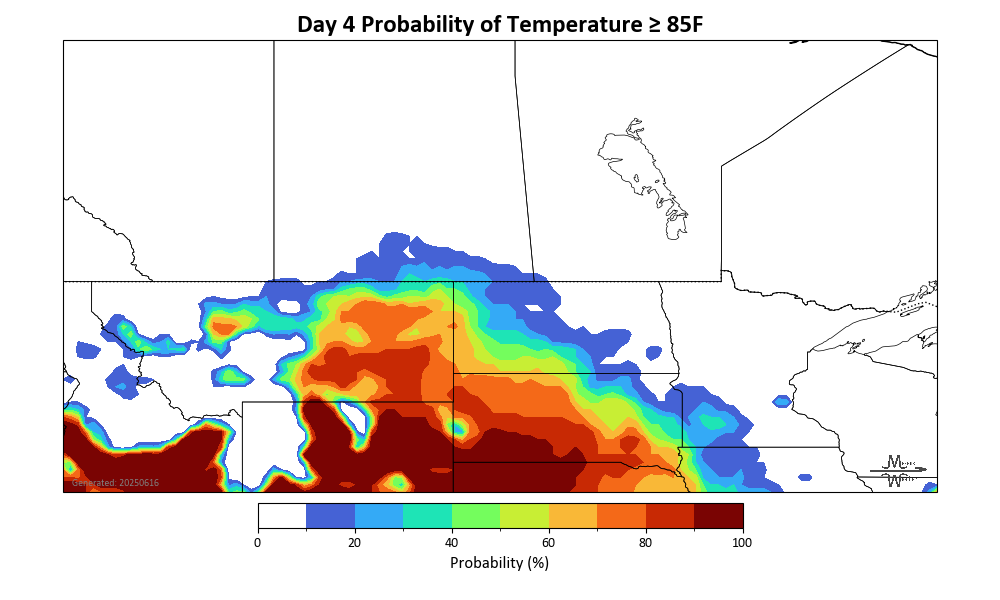 Day 4 Probability of Temperature ≥ 85F
Generated: 20250616
0 20 40 60 80 100
Probability (%)